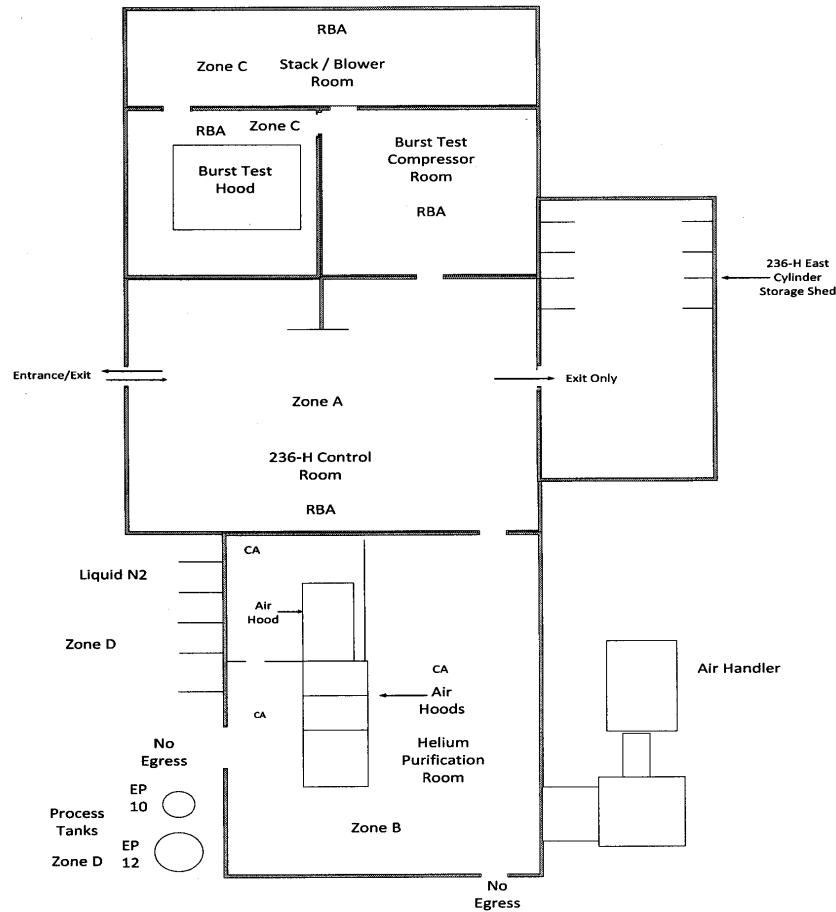 RBA
Zone C
Stack / Blower
Room
RBA
Zone C
Burst Test
Hood
Burst Test
Compressor
Room
RBA
236-H East
Cylinder
Storage Shed
Entrance/Exit
Exit Only
Zone A
236-H Control
Room
RBA
Liquid N2
Zone D
CA
Air
Hood
CA
CA
Air
Hoods
Air Handler
No
Egress
Helium
Purification
Room
Process
Tanks
EP
10
Zone D
EP
12
Zone B
No
Egress